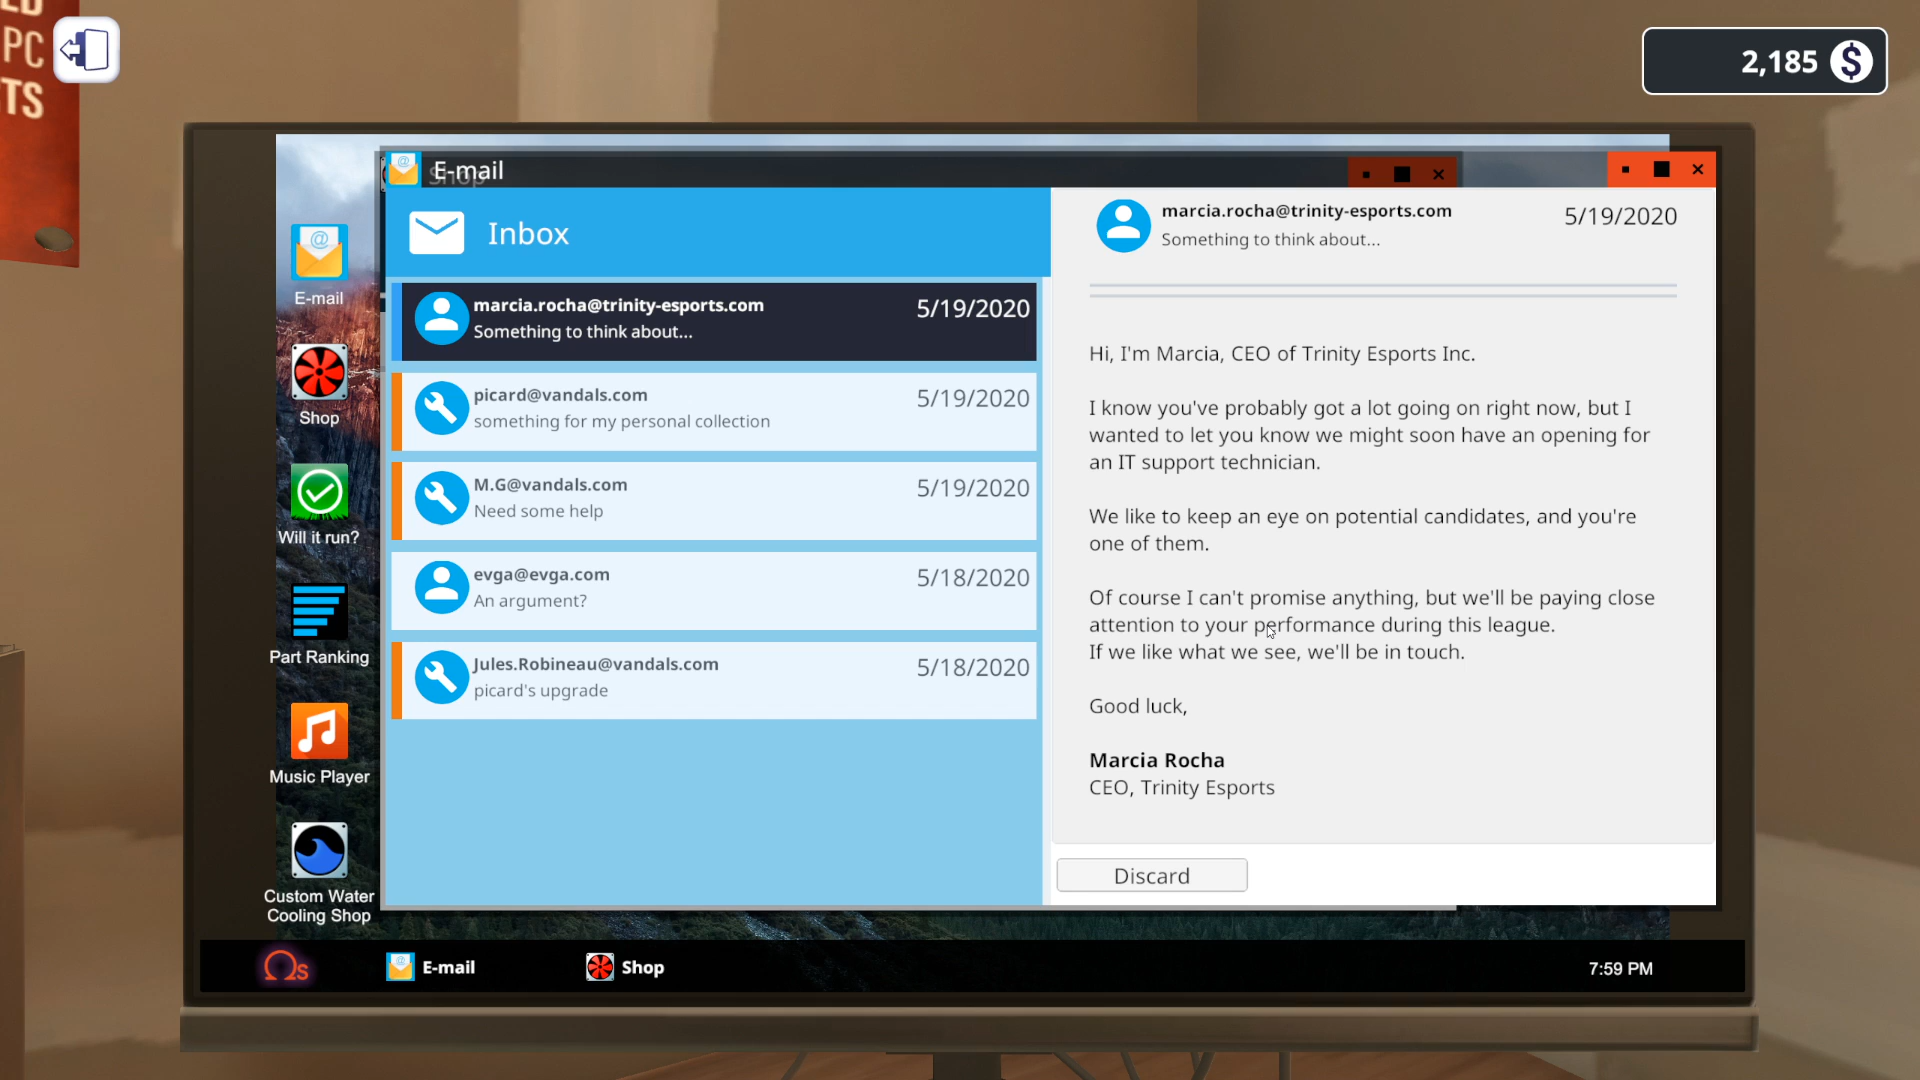 PC
TS
2,185 $
E-mail
Inbox
marcia.rocha@trinity-esports.com 5/19/2020
Something to think about...
picard@vandals.com 5/19/2020
something for my personal collection
M.G@vandals.com 5/19/2020
Need some help
evga@evga.com 5/18/2020
An argument?
Jules.Robineau@vandals.com 5/18/2020
picard's upgrade
marcia.rocha@trinity-esports.com 5/19/2020
Something to think about...
Hi, I'm Marcia, CEO of Trinity Esports Inc.
I know you've probably got a lot going on right now, but I
wanted to let you know we might soon have an opening for
an IT support technician.
We like to keep an eye on potential candidates, and you're
one of them.
Of course I can't promise anything, but we'll be paying close
attention to your performance during this league.
If we like what we see, we'll be in touch.
Good luck,
Marcia Rocha
CEO, Trinity Esports
Discard
E-mail
Shop
Will it run?
Part Ranking
Music Player
Custom Water
Cooling Shop
Ωs
E-mail
Shop
7:59 PM